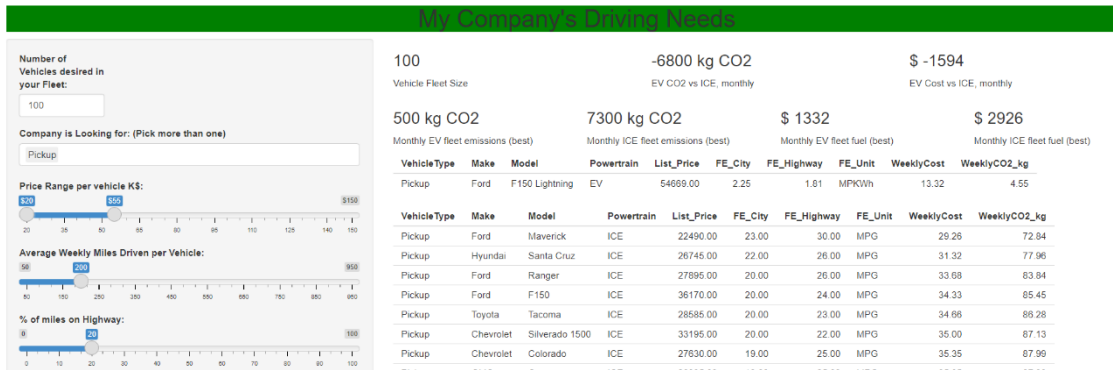 My Company's Driving Needs
Number of
Vehicles desired in
your Fleet:
100
Company is Looking for: (Pick more than one)
Pickup
Price Range per vehicle K$:
$20 $55 $150
20 35 50 65 80 95 110 125 140 150
Average Weekly Miles Driven per Vehicle:
50 200 950
50 150 250 350 450 550 650 750 850 950
% of miles on Highway:
0 20 100
0 10 20 30 40 50 60 70 80 90 100
100 -6800 kg CO2 $ -1594
Vehicle Fleet Size EV CO2 vs ICE, monthly EV Cost vs ICE, monthly
500 kg CO2 7300 kg CO2 $ 1332 $ 2926
Monthly EV fleet emissions (best) Monthly ICE fleet emissions (best) Monthly EV fleet fuel (best) Monthly ICE fleet fuel (best)
VehicleType Make Model Powertrain List_Price FE_City FE_Highway FE_Unit WeeklyCost WeeklyCO2_kg
Pickup Ford F150 Lightning EV 54669.00 2.25 1.81 MPKWh 13.32 4.55
VehicleType Make Model Powertrain List_Price FE_City FE_Highway FE_Unit WeeklyCost WeeklyCO2_kg
Pickup Ford Maverick ICE 22490.00 23.00 30.00 MPG 29.26 72.84
Pickup Hyundai Santa Cruz ICE 26745.00 22.00 26.00 MPG 31.32 77.96
Pickup Ford Ranger ICE 27895.00 20.00 26.00 MPG 33.68 83.84
Pickup Ford F150 ICE 36170.00 20.00 24.00 MPG 34.33 85.45
Pickup Toyota Tacoma ICE 28585.00 20.00 23.00 MPG 34.66 86.28
Pickup Chevrolet Silverado 1500 ICE 33195.00 20.00 22.00 MPG 35.00 87.13
Pickup Chevrolet Colorado ICE 27630.00 19.00 25.00 MPG 35.35 87.99